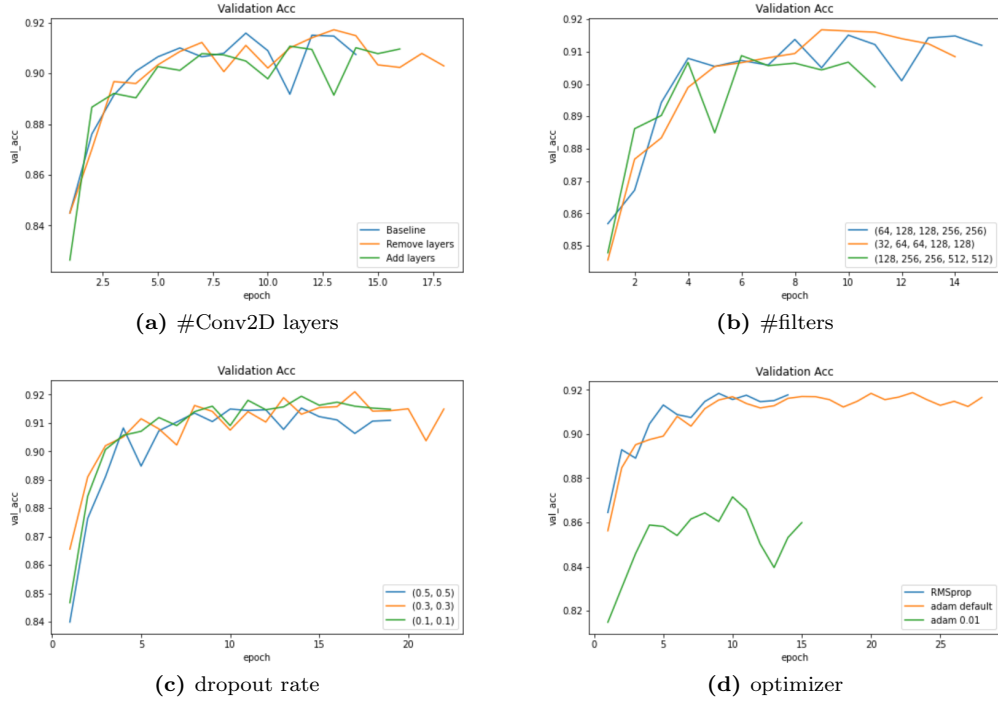 Validation Acc
0.92
0.90
0.88
0.86
0.84
val_acc
2.5 5.0 7.5 10.0 12.5 15.0 17.5
epoch
Baseline
Remove layers
Add layers
(a) #Conv2D layers
Validation Acc
0.92
0.91
0.90
0.89
0.88
0.87
0.86
0.85
val_acc
2 4 6 8 10 12 14
epoch
(64, 128, 128, 256, 256)
(32, 64, 64, 128, 128)
(128, 256, 256, 512, 512)
(b) #filters
Validation Acc
0.92
0.91
0.90
0.89
0.88
0.87
0.86
0.85
0.84
val_acc
0 5 10 15 20
epoch
(0.5, 0.5)
(0.3, 0.3)
(0.1, 0.1)
(c) dropout rate
Validation Acc
0.92
0.90
0.88
0.86
0.84
0.82
val_acc
0 5 10 15 20 25
epoch
RMSprop
adam default
adam 0.01
(d) optimizer